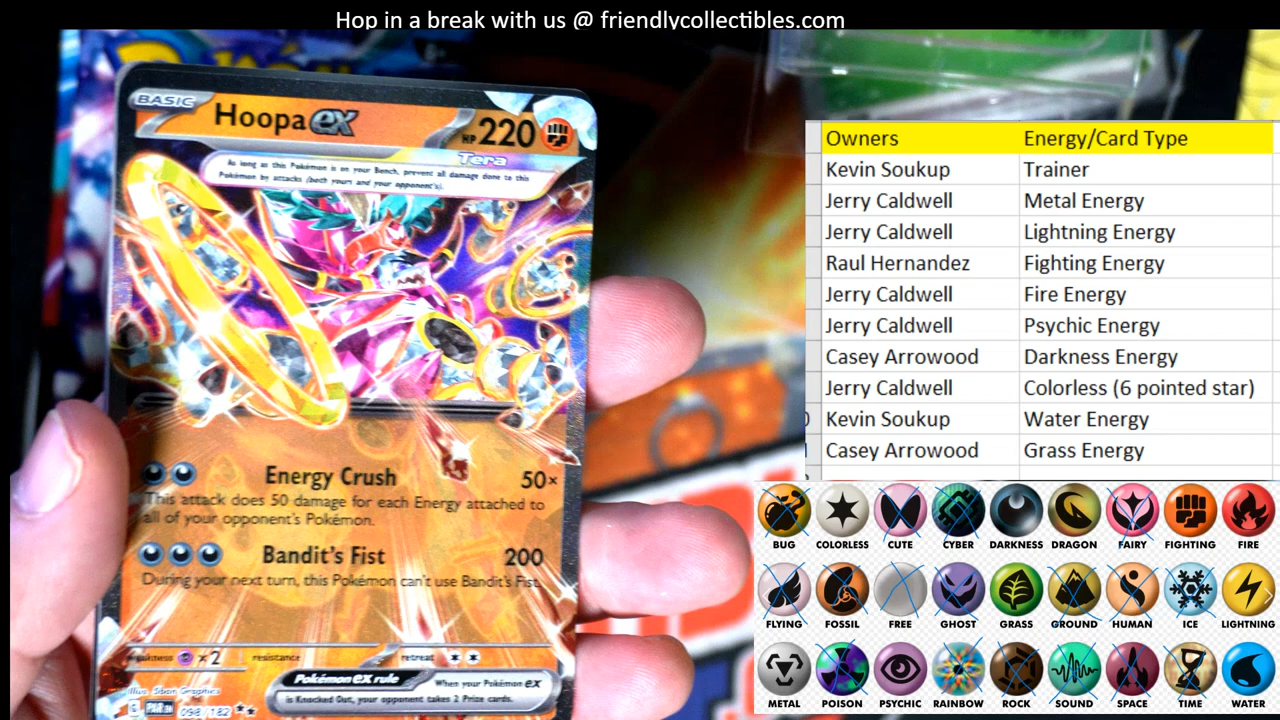 Hop in a break with us @ friendlycollectibles.com
BASIC
Hoopa ex
HP 220
Tera
As long as this Pokémon is on your Bench, prevent all damage done to this
Pokémon by attacks (both yours and your opponent's).
Energy Crush 50×
This attack does 50 damage for each Energy attached to
all of your opponent's Pokémon.
Bandit's Fist 200
During your next turn, this Pokémon can't use Bandit's Fist.
weakness ×2 resistance retreat
Pokémon ex rule When your Pokémon ex
is Knocked Out, your opponent takes 2 Prize cards.
Illus. 5ban Graphics
G PAR EN 098/182
Owners Energy/Card Type
Kevin Soukup Trainer
Jerry Caldwell Metal Energy
Jerry Caldwell Lightning Energy
Raul Hernandez Fighting Energy
Jerry Caldwell Fire Energy
Jerry Caldwell Psychic Energy
Casey Arrowood Darkness Energy
Jerry Caldwell Colorless (6 pointed star)
Kevin Soukup Water Energy
Casey Arrowood Grass Energy
BUG COLORLESS CUTE CYBER DARKNESS DRAGON FAIRY FIGHTING FIRE
FLYING FOSSIL FREE GHOST GRASS GROUND HUMAN ICE LIGHTNING
METAL POISON PSYCHIC RAINBOW ROCK SOUND SPACE TIME WATER